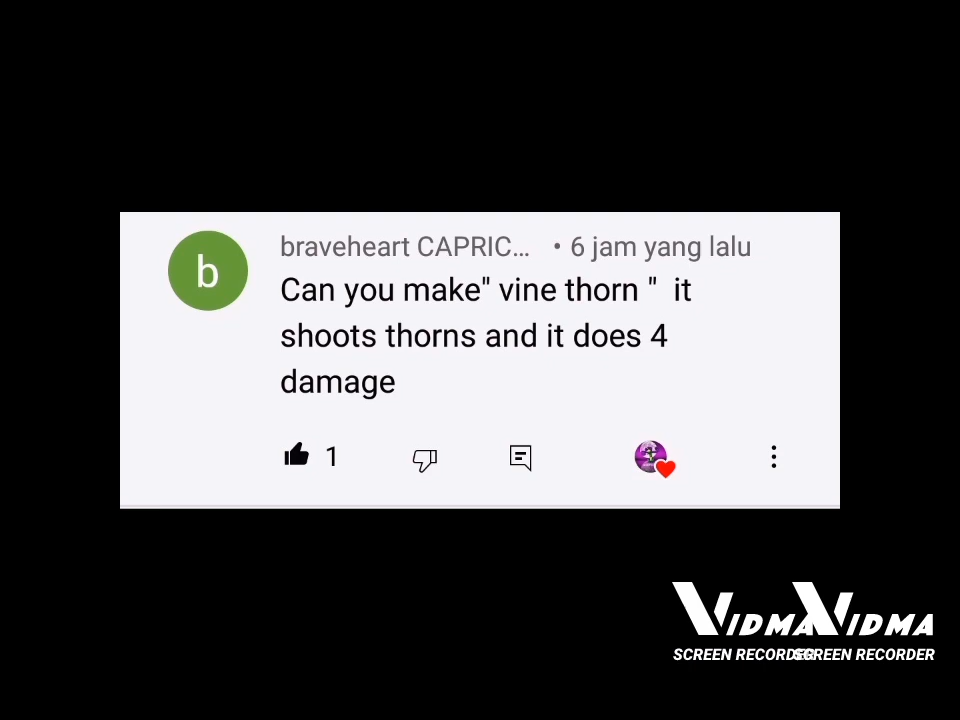 b
braveheart CAPRIC... • 6 jam yang lalu
Can you make" vine thorn "  it
shoots thorns and it does 4
damage
1
VIDMA VIDMA
SCREEN RECORDER SCREEN RECORDER